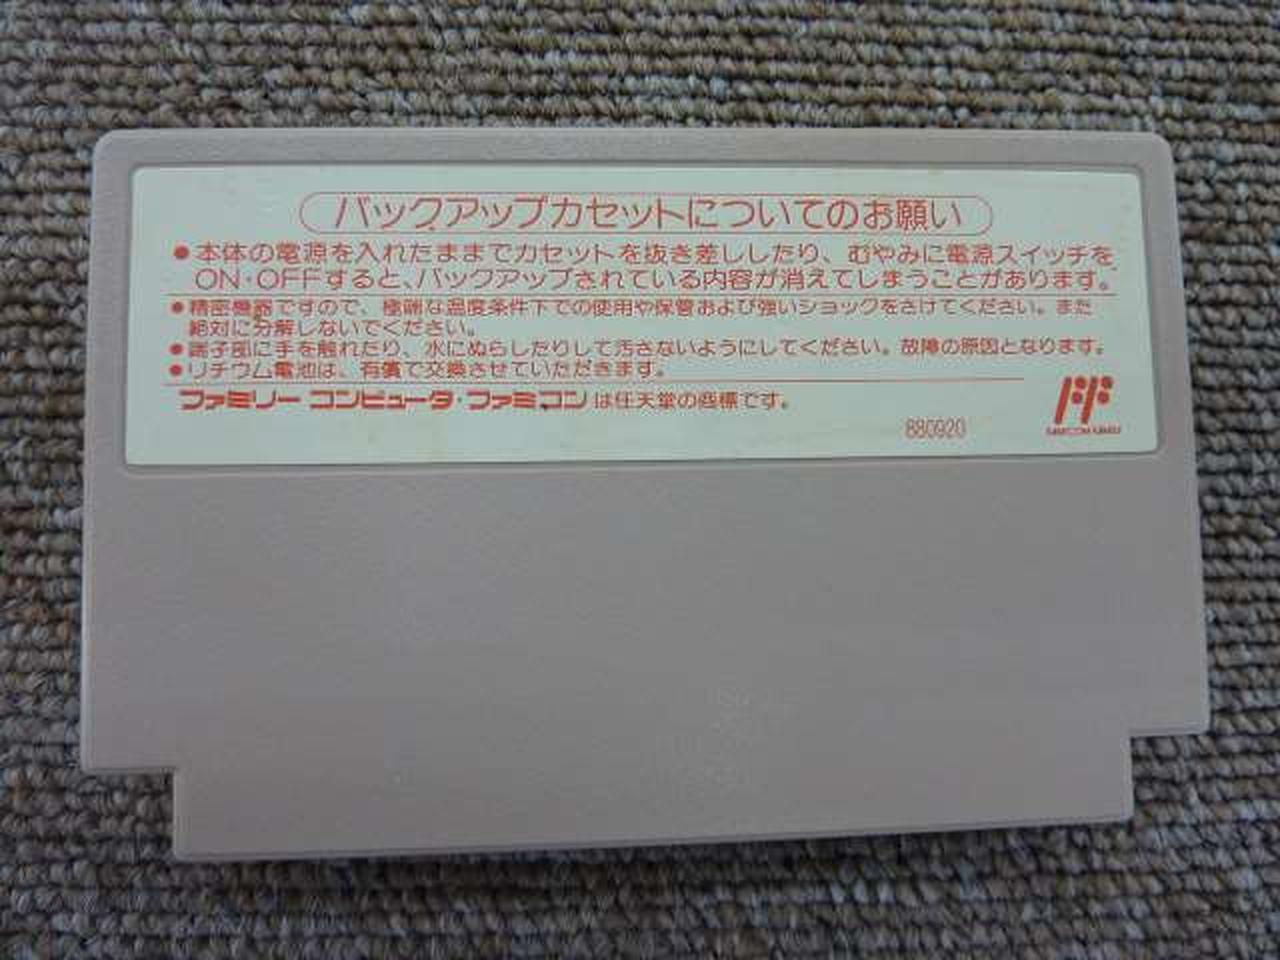 バックアップカセットについてのお願い
●本体の電源を入れたままでカセットを抜き差ししたり、むやみに電源スイッチを
ON・OFFすると、バックアップされている内容が消えてしまうことがあります。
●精密機器ですので、極端な温度条件下での使用や保管および強いショックをさけてください。また
絶対に分解しないでください。
●端子部に手を触れたり、水にぬらしたりして汚さないようにしてください。故障の原因となります。
●リチウム電池は、有償で交換させていただきます。
ファミリー コンピュータ・ファミコンは任天堂の商標です。
880920
FAMICOM FAMILY